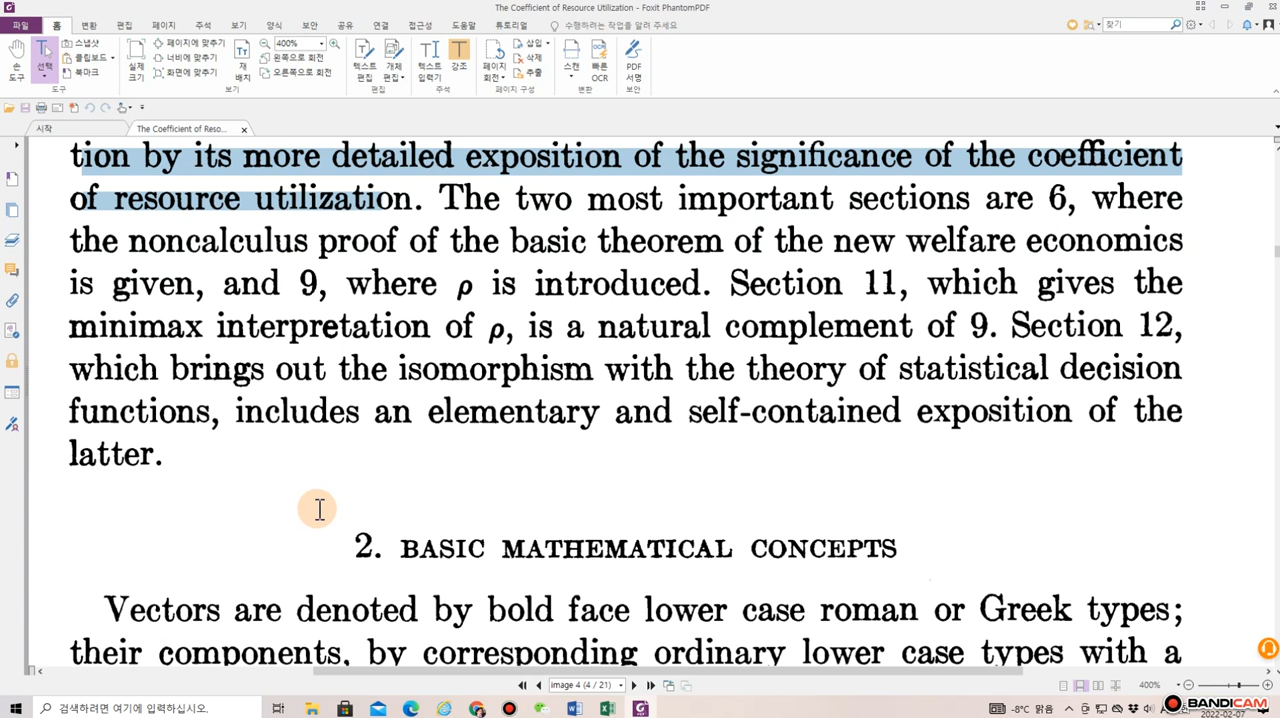 The Coefficient of Resource Utilization - Foxit PhantomPDF
파일 홈 변환 편집 페이지 주석 보기 양식 보안 공유 연결 접근성 도움말 튜토리얼 수행하려는 작업을 알려 주세요 찾기
손 도구
선택
스냅샷
클립보드
북마크
도구
실제 크기
페이지에 맞추기
너비에 맞추기
화면에 맞추기
재 배치
400%
왼쪽으로 회전
오른쪽으로 회전
보기
텍스트 편집
개체 편집
편집
텍스트 입력기
강조
주석
페이지 회전
삽입
삭제
추출
페이지 구성
스캔
빠른 OCR
변환
PDF 서명
보안
시작
The Coefficient of Reso...
tion by its more detailed exposition of the significance of the coefficient
of resource utilization. The two most important sections are 6, where
the noncalculus proof of the basic theorem of the new welfare economics
is given, and 9, where ρ is introduced. Section 11, which gives the
minimax interpretation of ρ, is a natural complement of 9. Section 12,
which brings out the isomorphism with the theory of statistical decision
functions, includes an elementary and self-contained exposition of the
latter.
2. BASIC MATHEMATICAL CONCEPTS
Vectors are denoted by bold face lower case roman or Greek types;
their components, by corresponding ordinary lower case types with a
image 4 (4 / 21)
400%
검색하려면 여기에 입력하십시오.
-8°C 맑음
BANDICAM
2022-02-07